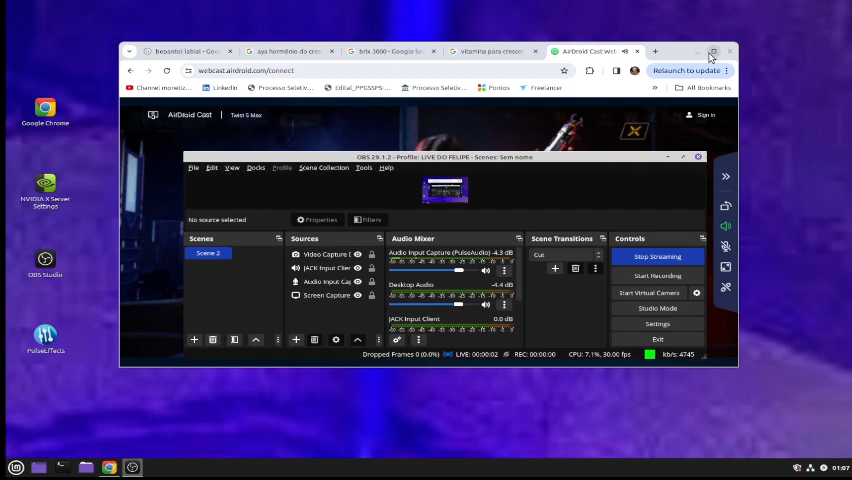 bepantol labial - Goo
aya hormônio do cres
brix 3000 - Google Se
vitamina para crescer
AirDroid Cast Web
webcast.airdroid.com/connect
Relaunch to update
Channel monetiz...
LinkedIn
Processo Seletiv...
Edital_PPGSSPS-...
Processo Seletiv...
Pontos
Freelancer
All Bookmarks
AirDroid Cast
Twist 5 Max
Sign in
OBS 29.1.2 - Profile: LIVE DO FELIPE - Scenes: Sem nome
File Edit View Docks Profile Scene Collection Tools Help
No source selected
Properties
Filters
Scenes
Scene 2
Sources
Video Capture D
JACK Input Clier
Audio Input Cap
Screen Capture
Audio Mixer
Audio Input Capture (PulseAudio) -4.3 dB
Desktop Audio -4.4 dB
JACK Input Client 0.0 dB
Scene Transitions
Cut
Controls
Stop Streaming
Start Recording
Start Virtual Camera
Studio Mode
Settings
Exit
Dropped Frames 0 (0.0%) LIVE: 00:00:02 REC: 00:00:00 CPU: 7.1%, 30.00 fps kb/s: 4745
Google Chrome
NVIDIA X Server
Settings
OBS Studio
PulseEffects
01:07